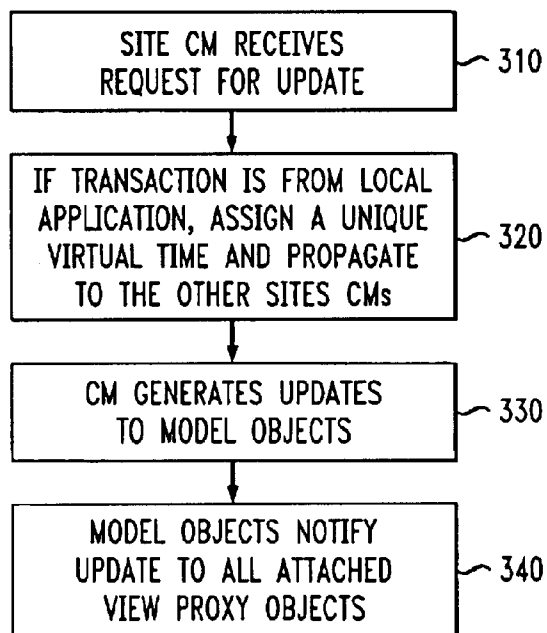 SITE CM RECEIVES
REQUEST FOR UPDATE
310
IF TRANSACTION IS FROM LOCAL
APPLICATION, ASSIGN A UNIQUE
VIRTUAL TIME AND PROPAGATE
TO THE OTHER SITES CMs
320
CM GENERATES UPDATES
TO MODEL OBJECTS
330
MODEL OBJECTS NOTIFY
UPDATE TO ALL ATTACHED
VIEW PROXY OBJECTS
340